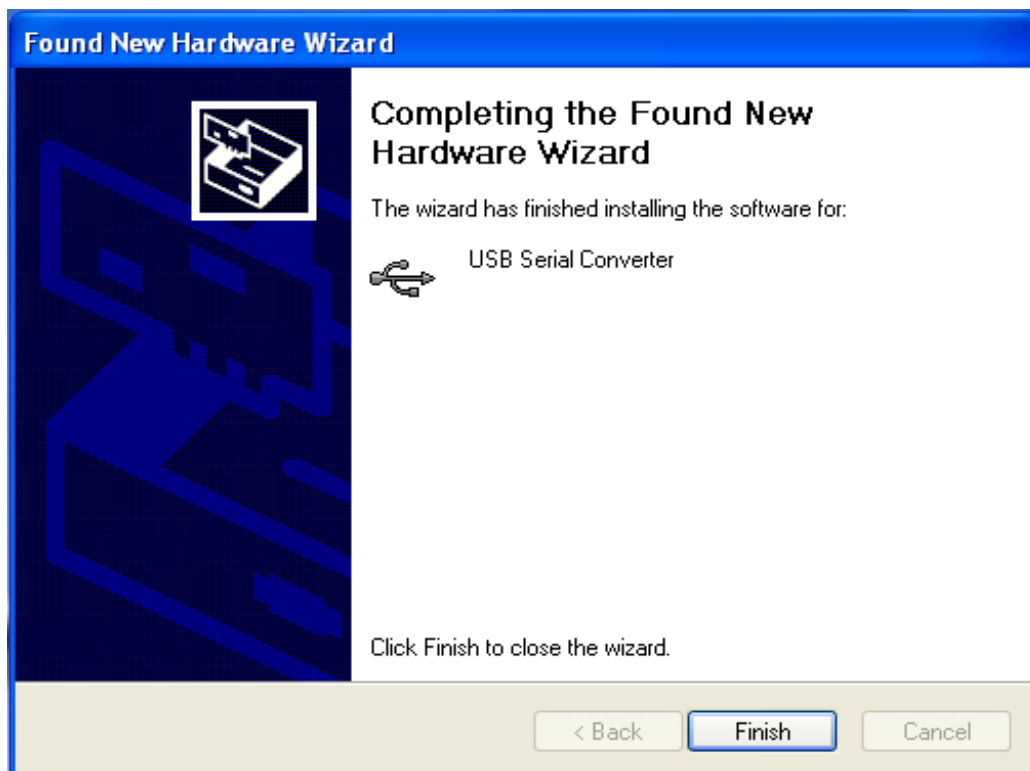 Found New Hardware Wizard
Completing the Found New
Hardware Wizard
The wizard has finished installing the software for:
USB Serial Converter
Click Finish to close the wizard.
< Back
Finish
Cancel